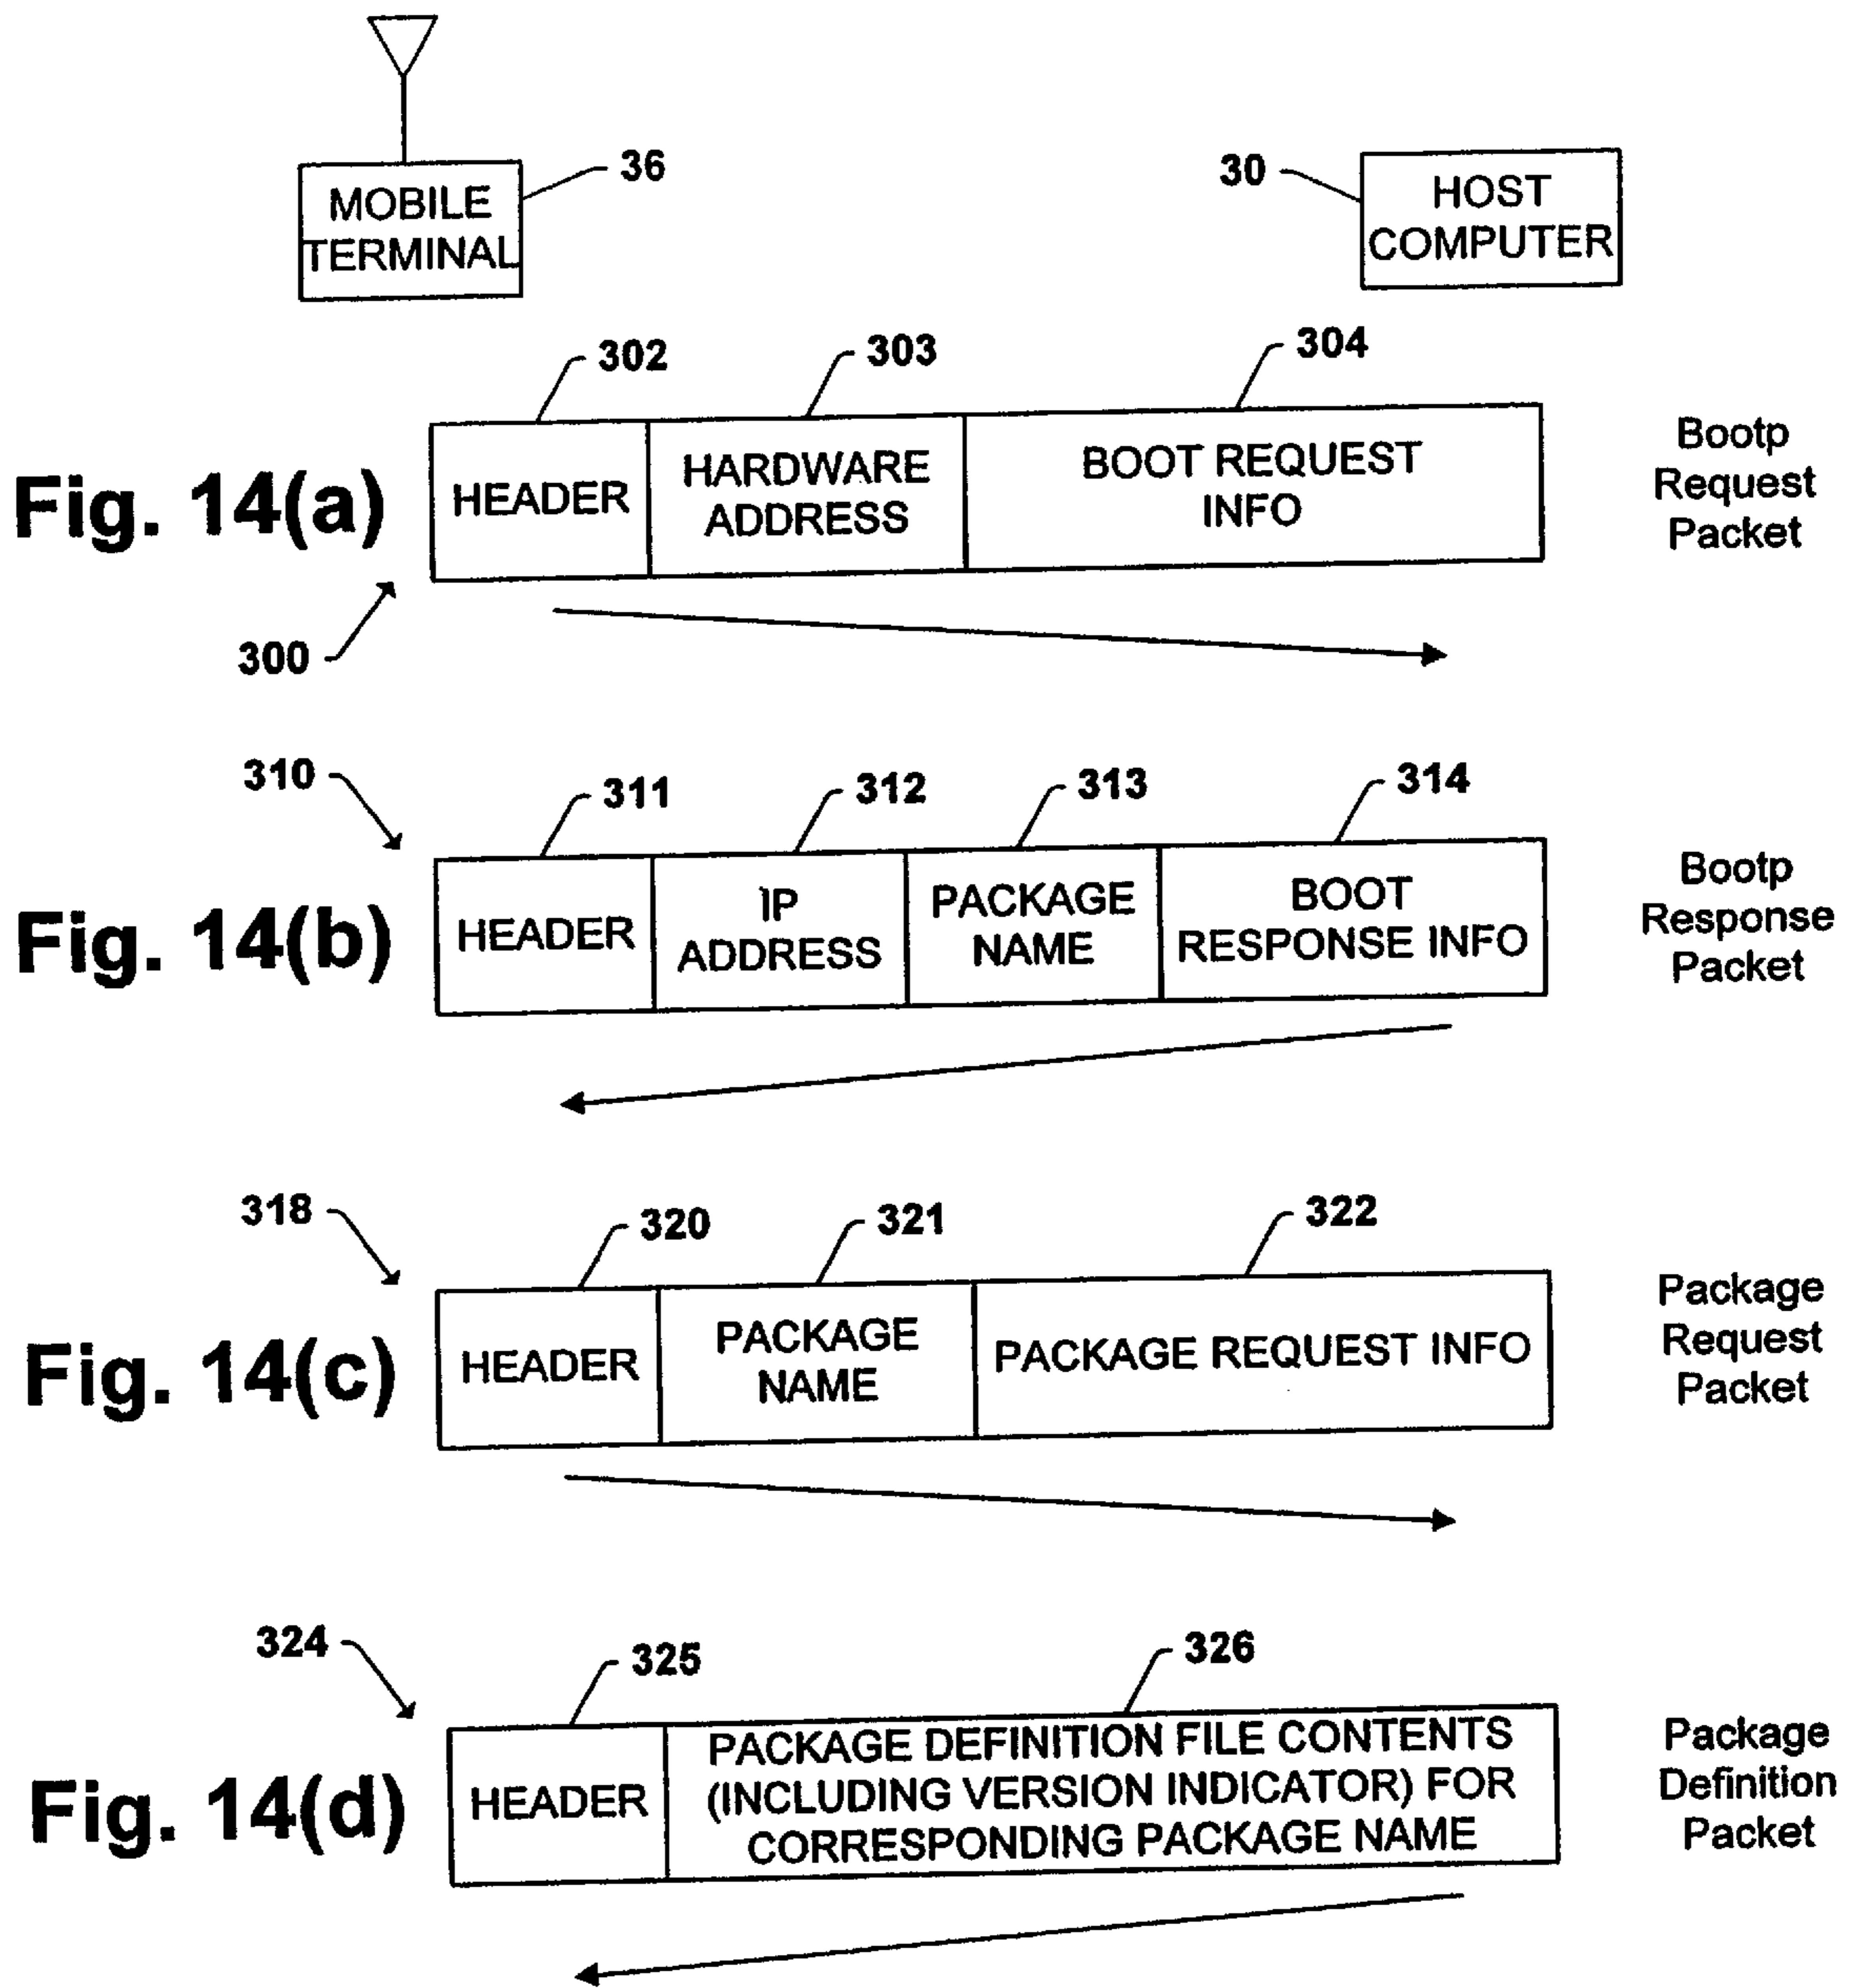 MOBILE
TERMINAL
36
30
HOST
COMPUTER
302
303
304
Fig. 14(a)
HEADER
HARDWARE
ADDRESS
BOOT REQUEST
INFO
Bootp
Request
Packet
300
310
311
312
313
314
Fig. 14(b)
HEADER
IP
ADDRESS
PACKAGE
NAME
BOOT
RESPONSE INFO
Bootp
Response
Packet
318
320
321
322
Fig. 14(c)
HEADER
PACKAGE
NAME
PACKAGE REQUEST INFO
Package
Request
Packet
324
325
326
Fig. 14(d)
HEADER
PACKAGE DEFINITION FILE CONTENTS
(INCLUDING VERSION INDICATOR) FOR
CORRESPONDING PACKAGE NAME
Package
Definition
Packet